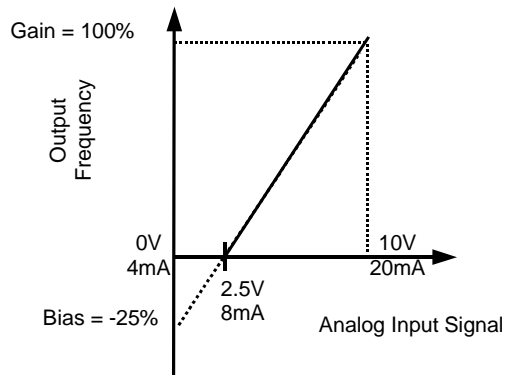 Gain = 100%
Output
Frequency
0V
4mA
10V
20mA
2.5V
8mA
Bias = -25%
Analog Input Signal